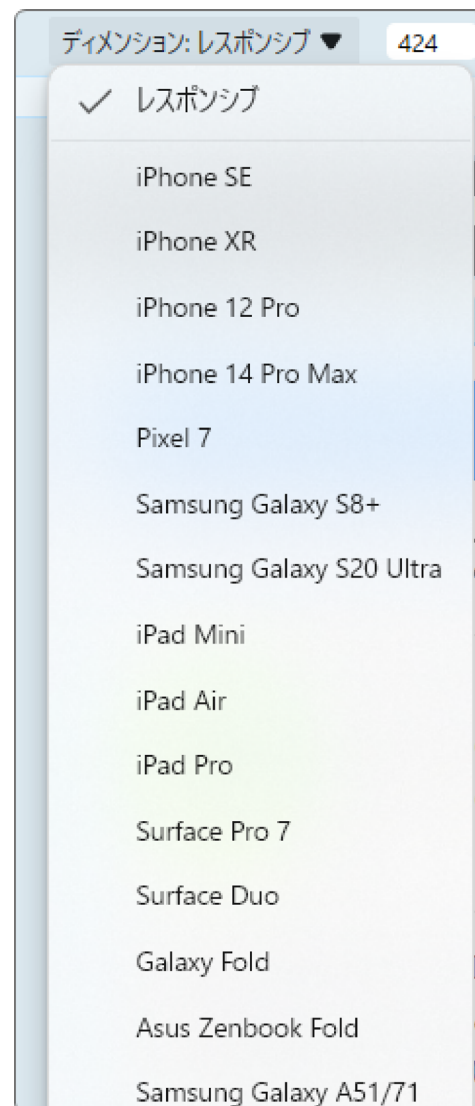 ディメンション: レスポンシブ ▼ 424
✓ レスポンシブ
iPhone SE
iPhone XR
iPhone 12 Pro
iPhone 14 Pro Max
Pixel 7
Samsung Galaxy S8+
Samsung Galaxy S20 Ultra
iPad Mini
iPad Air
iPad Pro
Surface Pro 7
Surface Duo
Galaxy Fold
Asus Zenbook Fold
Samsung Galaxy A51/71